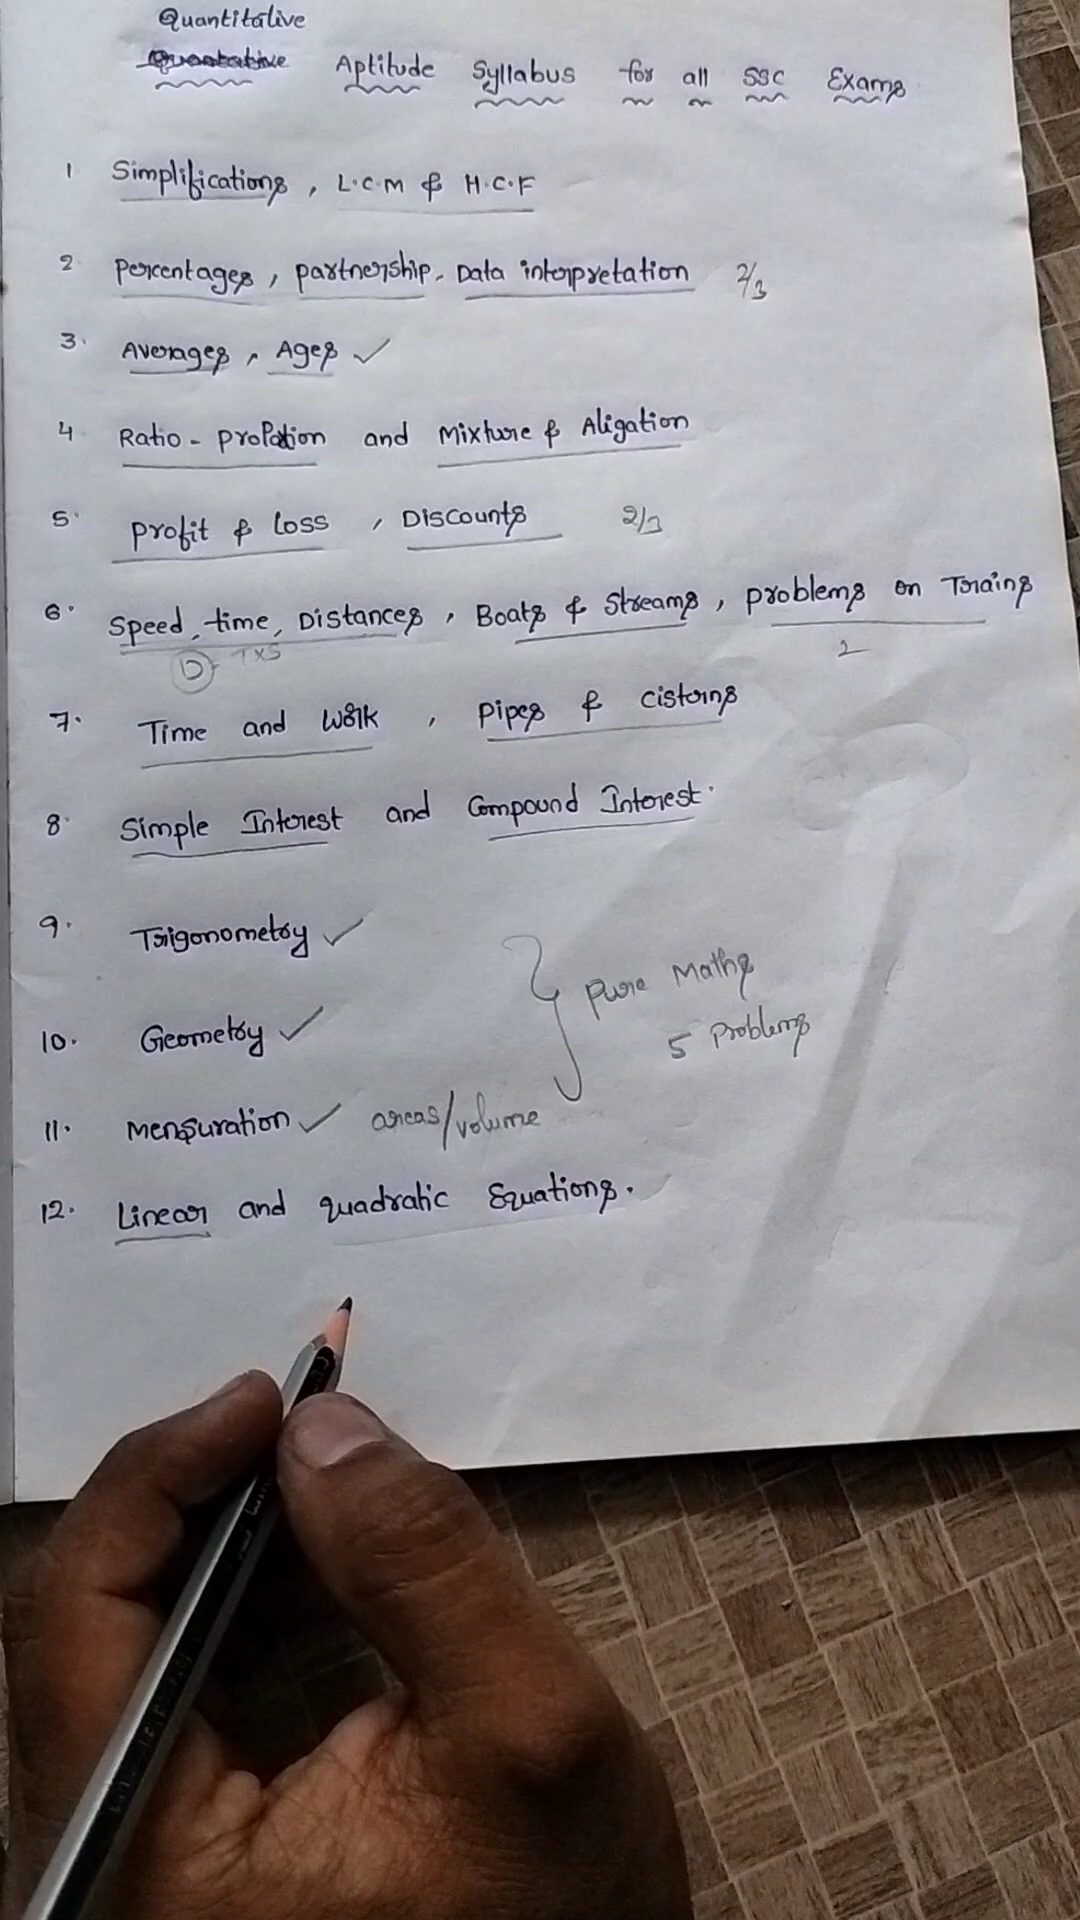 Quantitative
Quantative Aptitude Syllabus for all SSC Exams
1 Simplifications, L.C.M & H.C.F
2 Percentages, partnership, Data interpretation 2/3
3. Averages, Ages ✓
4 Ratio - propotion and Mixture & Aligation
5. Profit & Loss, Discounts 2/3
6. Speed, time, Distances, Boats & Streams, problems on Trains
D = T×S 2
7. Time and Work, Pipes & cisterns
8. Simple Interest and Compound Interest.
9. Trigonometry ✓
10. Geometry ✓ } Pure Maths
5 Problems
11. Mensuration ✓ areas/volume
12. Linear and quadratic Equations.